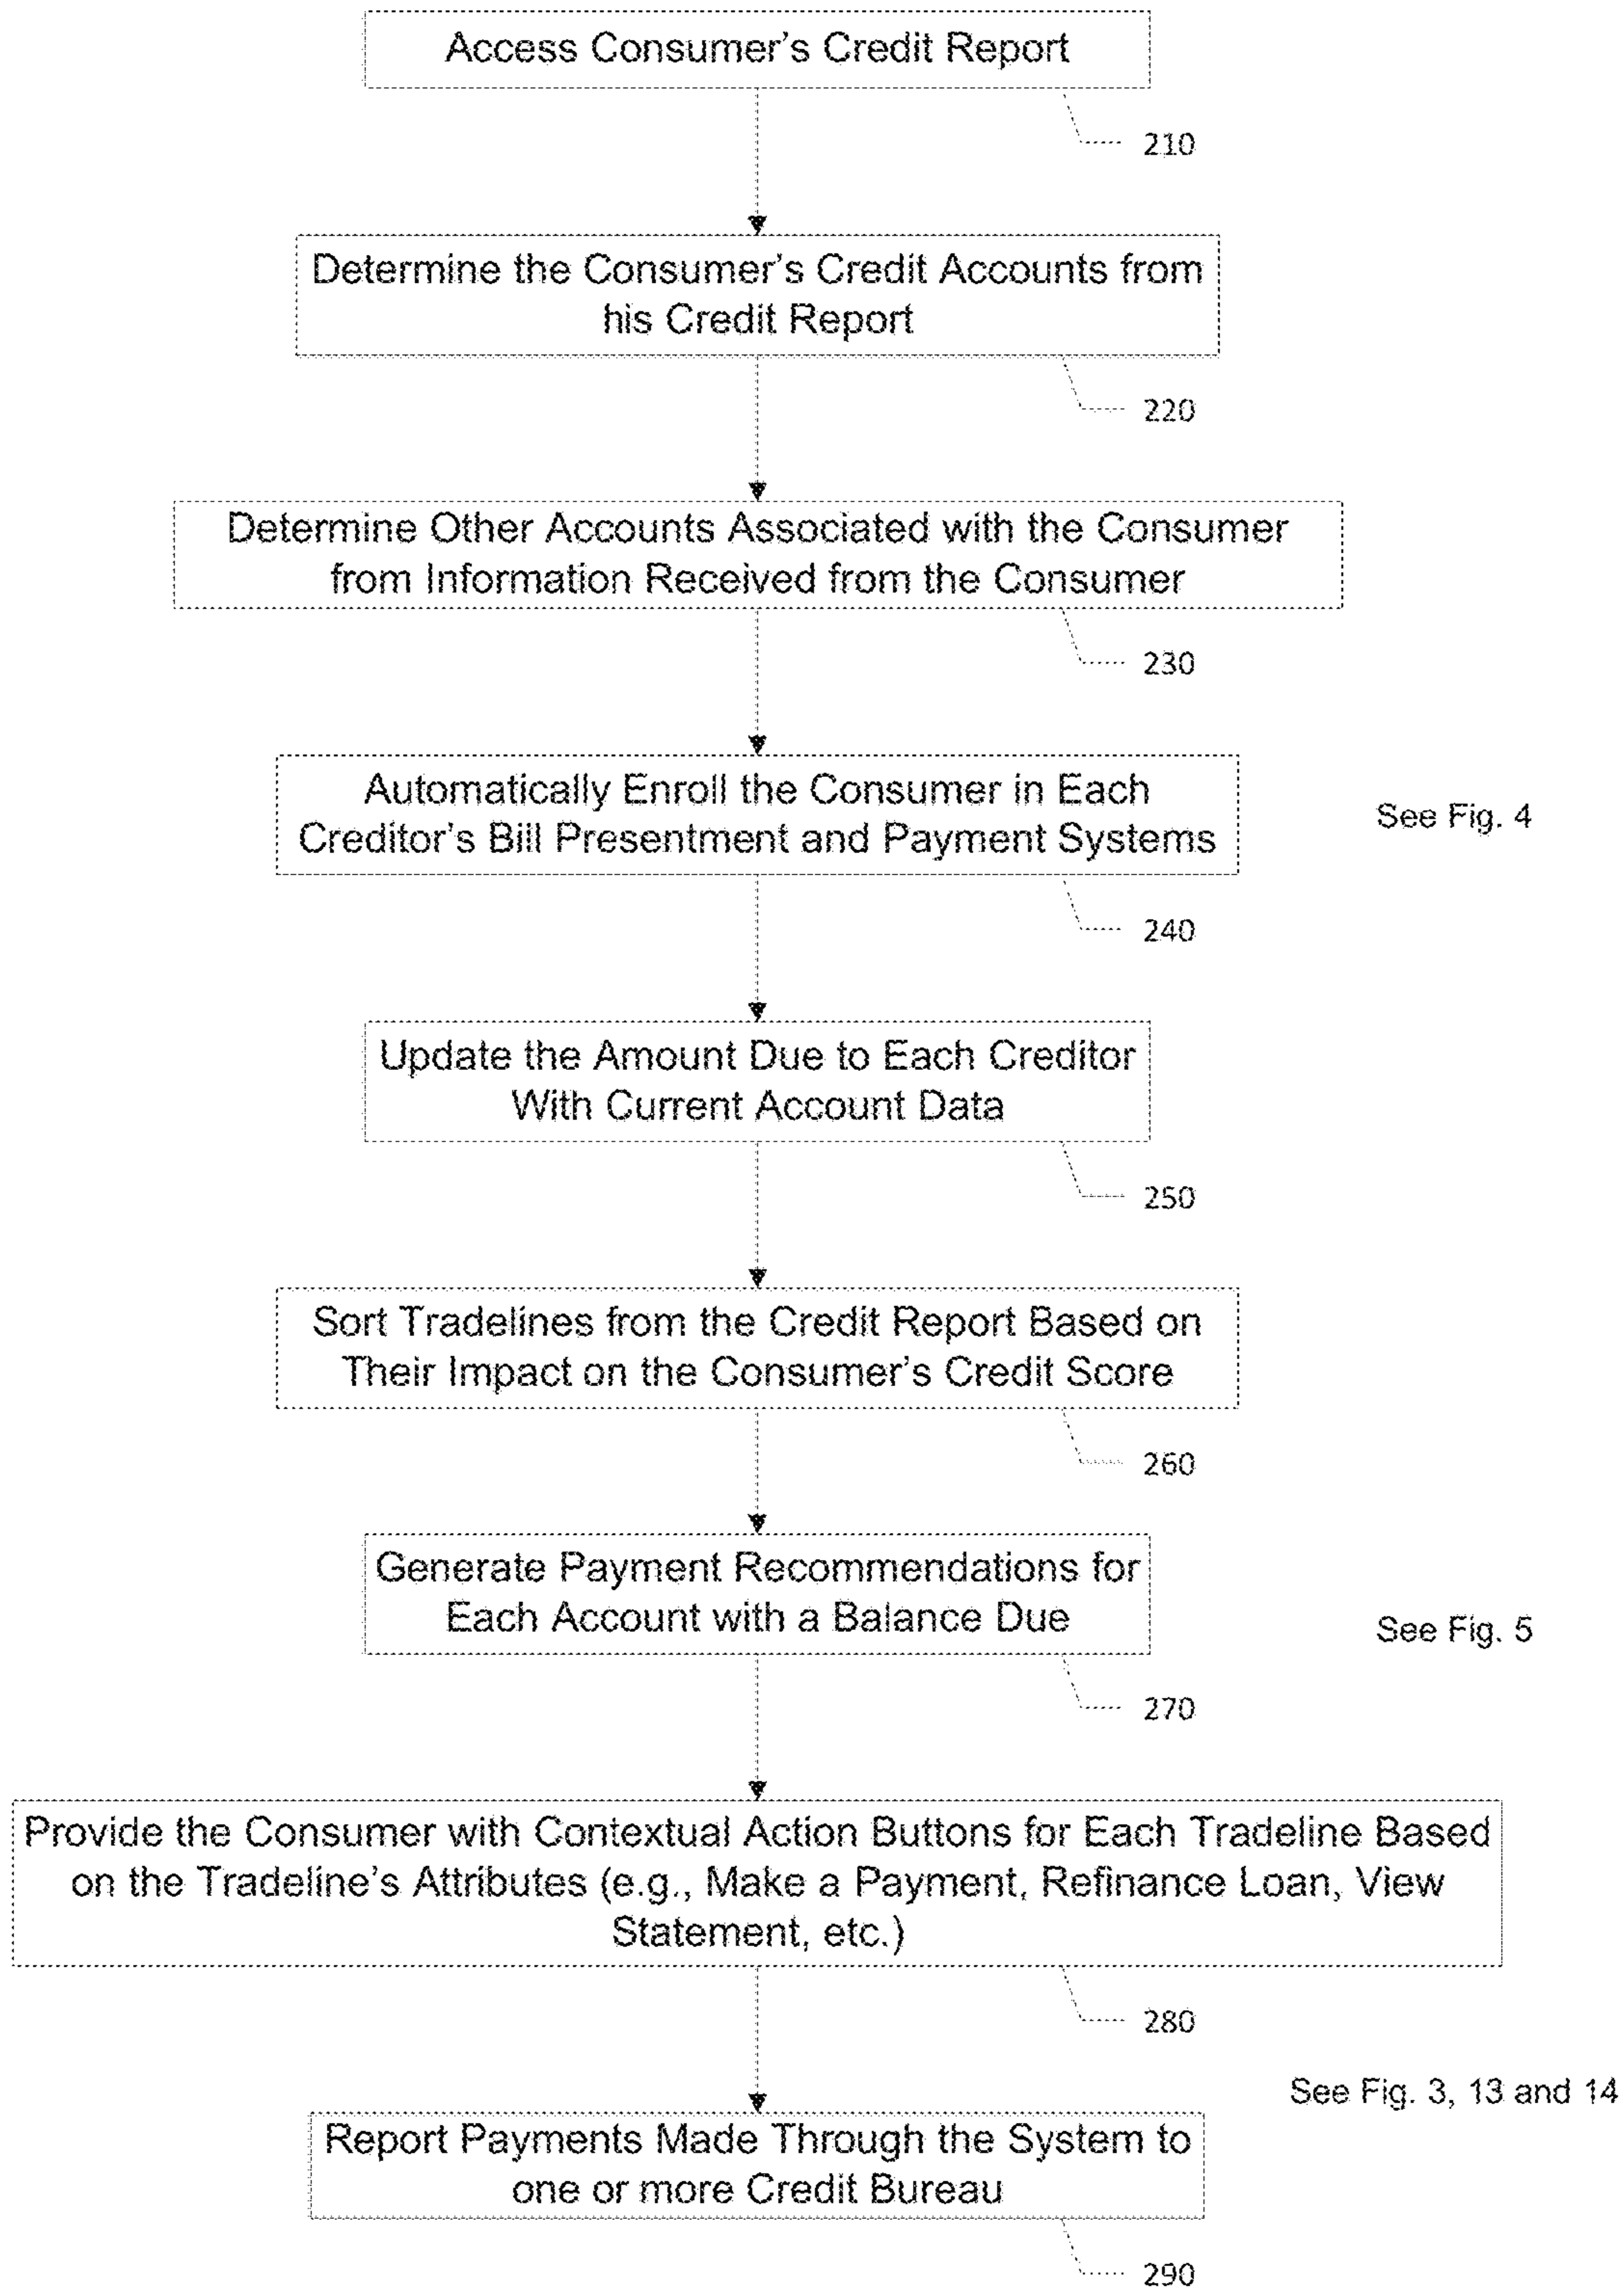 Access Consumer's Credit Report
210
Determine the Consumer's Credit Accounts from
his Credit Report
220
Determine Other Accounts Associated with the Consumer
from Information Received from the Consumer
230
Automatically Enroll the Consumer in Each
Creditor's Bill Presentment and Payment Systems
See Fig. 4
240
Update the Amount Due to Each Creditor
With Current Account Data
250
Sort Tradelines from the Credit Report Based on
Their Impact on the Consumer's Credit Score
260
Generate Payment Recommendations for
Each Account with a Balance Due
See Fig. 5
270
Provide the Consumer with Contextual Action Buttons for Each Tradeline Based
on the Tradeline's Attributes (e.g., Make a Payment, Refinance Loan, View
Statement, etc.)
280
See Fig. 3, 13 and 14
Report Payments Made Through the System to
one or more Credit Bureau
290